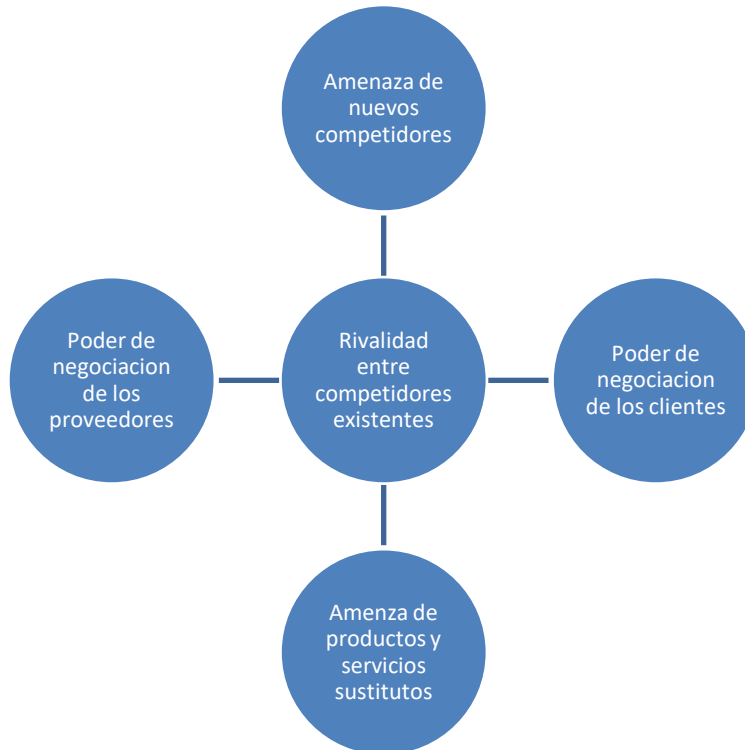 Amenaza de
nuevos
competidores
Poder de
negociacion
de los
proveedores
Rivalidad
entre
competidores
existentes
Poder de
negociacion
de los clientes
Amenza de
productos y
servicios
sustitutos